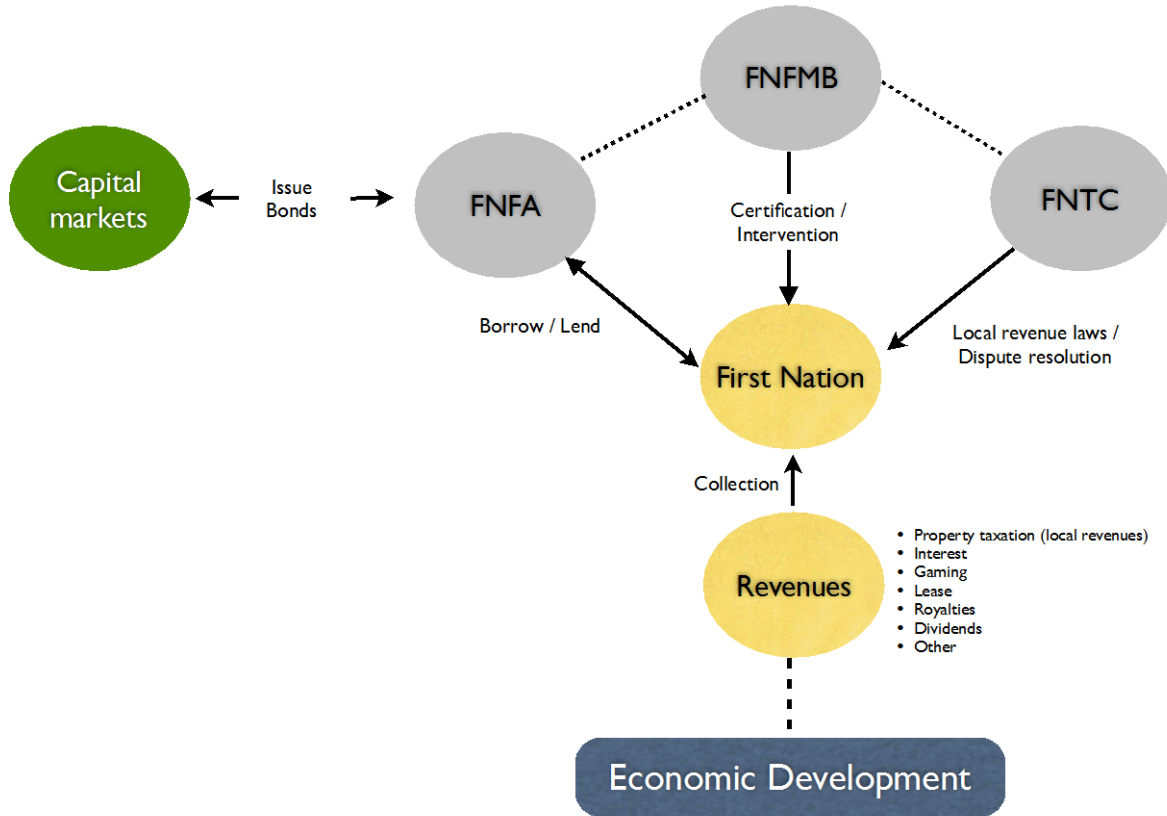 FNFMB
Capital
markets
Issue
Bonds
FNFA
FNTC
Certification /
Intervention
Borrow / Lend
Local revenue laws /
Dispute resolution
First Nation
Collection
Revenues
• Property taxation (local revenues)
• Interest
• Gaming
• Lease
• Royalties
• Dividends
• Other
Economic Development